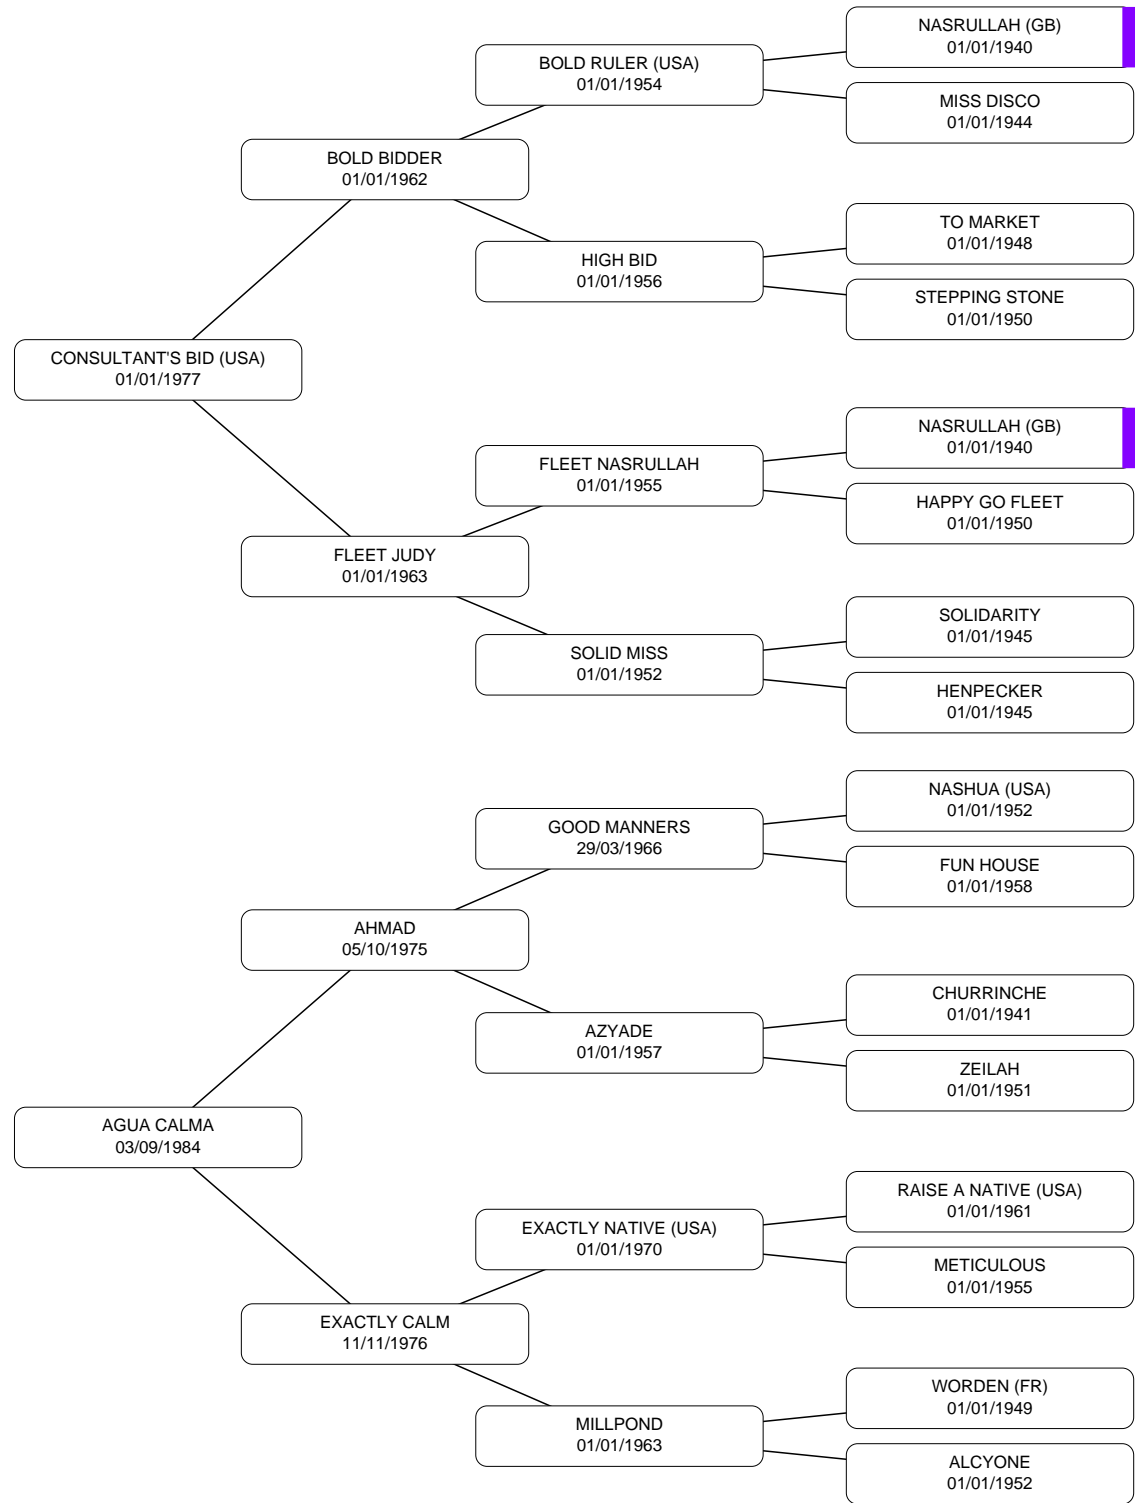 NASRULLAH (GB)
01/01/1940
BOLD RULER (USA)
01/01/1954
MISS DISCO
01/01/1944
BOLD BIDDER
01/01/1962
TO MARKET
01/01/1948
HIGH BID
01/01/1956
STEPPING STONE
01/01/1950
CONSULTANT'S BID (USA)
01/01/1977
NASRULLAH (GB)
01/01/1940
FLEET NASRULLAH
01/01/1955
HAPPY GO FLEET
01/01/1950
FLEET JUDY
01/01/1963
SOLIDARITY
01/01/1945
SOLID MISS
01/01/1952
HENPECKER
01/01/1945
NASHUA (USA)
01/01/1952
GOOD MANNERS
29/03/1966
FUN HOUSE
01/01/1958
AHMAD
05/10/1975
CHURRINCHE
01/01/1941
AZYADE
01/01/1957
ZEILAH
01/01/1951
AGUA CALMA
03/09/1984
RAISE A NATIVE (USA)
01/01/1961
EXACTLY NATIVE (USA)
01/01/1970
METICULOUS
01/01/1955
EXACTLY CALM
11/11/1976
WORDEN (FR)
01/01/1949
MILLPOND
01/01/1963
ALCYONE
01/01/1952